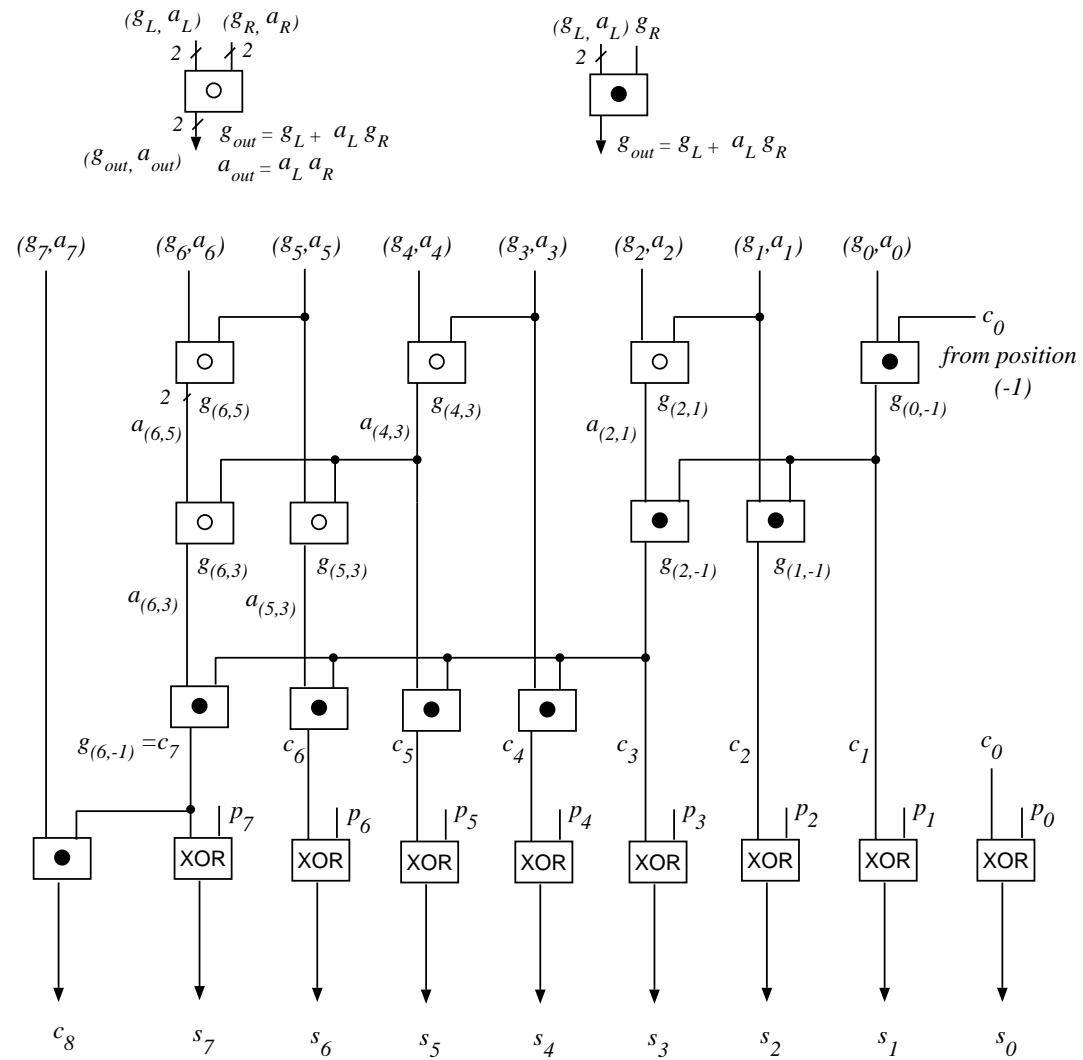 (g_L, a_L) (g_R, a_R) (g_L, a_L) g_R
2 2 2
2
g_out = g_L + a_L g_R
(g_out, a_out)
a_out = a_L a_R
g_out = g_L + a_L g_R
(g_7,a_7) (g_6,a_6) (g_5,a_5) (g_4,a_4) (g_3,a_3) (g_2,a_2) (g_1,a_1) (g_0,a_0)
c_0
from position
(-1)
2 g_(6,5) g_(4,3) g_(2,1) g_(0,-1)
a_(6,5) a_(4,3) a_(2,1)
g_(6,3) g_(5,3) g_(2,-1) g_(1,-1)
a_(6,3) a_(5,3)
g_(6,-1) =c_7 c_6 c_5 c_4 c_3 c_2 c_1 c_0
p_7 p_6 p_5 p_4 p_3 p_2 p_1 p_0
XOR XOR XOR XOR XOR XOR XOR XOR
c_8 s_7 s_6 s_5 s_4 s_3 s_2 s_1 s_0